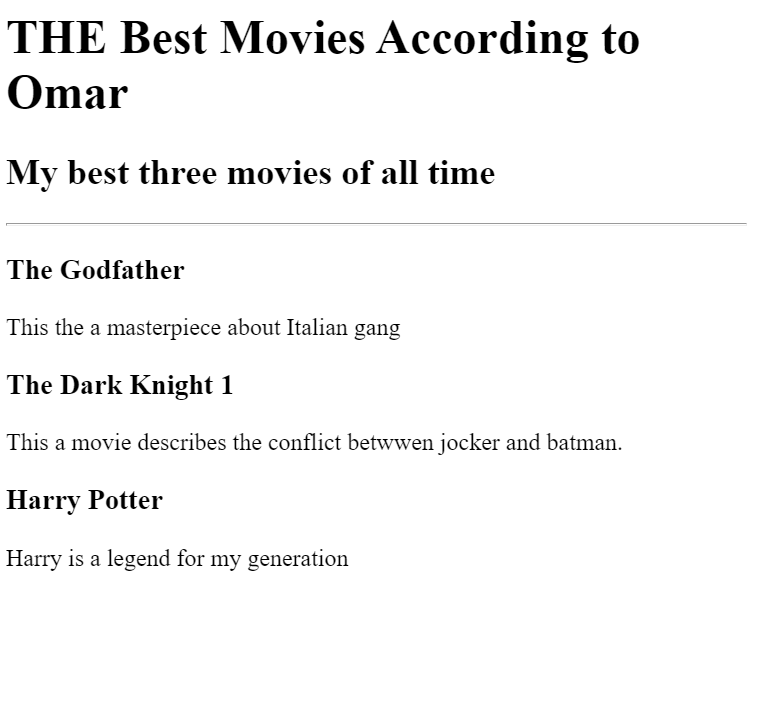 THE Best Movies According to
Omar
My best three movies of all time
The Godfather
This the a masterpiece about Italian gang
The Dark Knight 1
This a movie describes the conflict betwwen jocker and batman.
Harry Potter
Harry is a legend for my generation